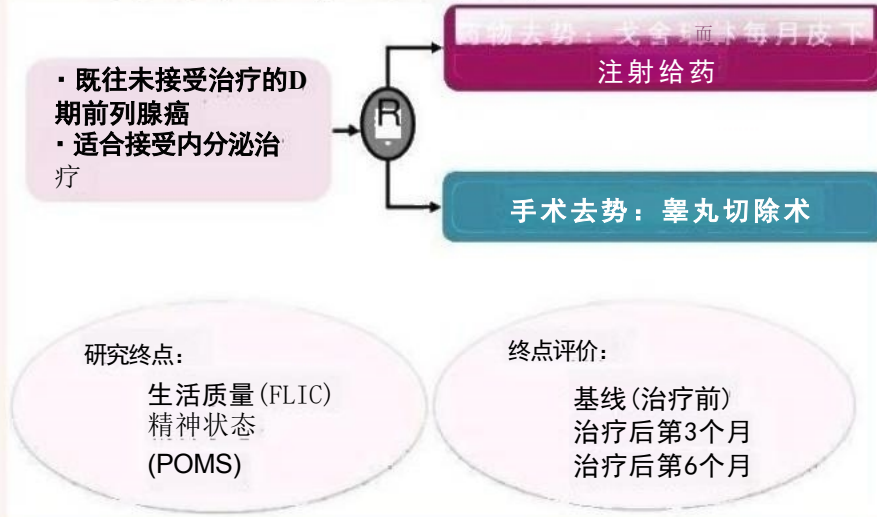 · 既往未接受治疗的D
期前列腺癌
· 适合接受内分泌治
疗
R
药物去势：戈舍瑞林每月皮下
而
注射给药
手术去势：睾丸切除术
研究终点：
生活质量(FLIC)
精神状态
(POMS)
终点评价：
基线(治疗前)
治疗后第3个月
治疗后第6个月